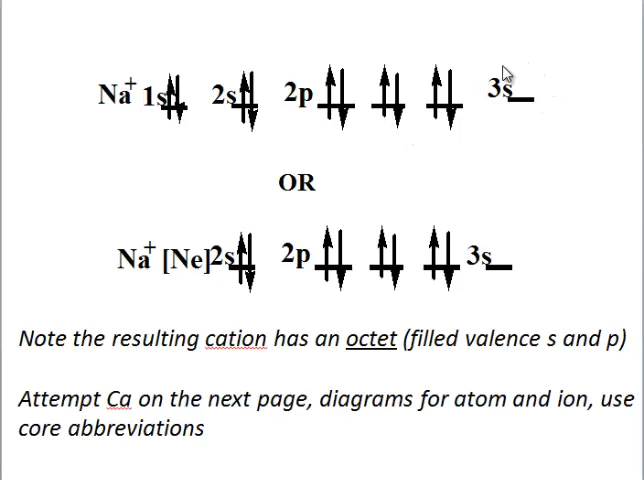 Na+ 1s 2s 2p 3s
OR
Na+ [Ne]2s 2p 3s
Note the resulting cation has an octet (filled valence s and p)
Attempt Ca on the next page, diagrams for atom and ion, use
core abbreviations